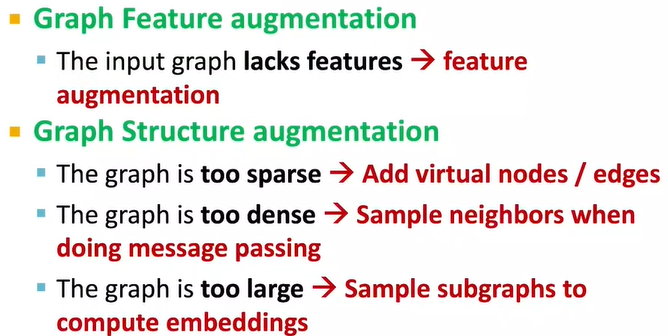 Graph Feature augmentation
The input graph lacks features → feature
augmentation
Graph Structure augmentation
The graph is too sparse → Add virtual nodes / edges
The graph is too dense → Sample neighbors when
doing message passing
The graph is too large → Sample subgraphs to
compute embeddings